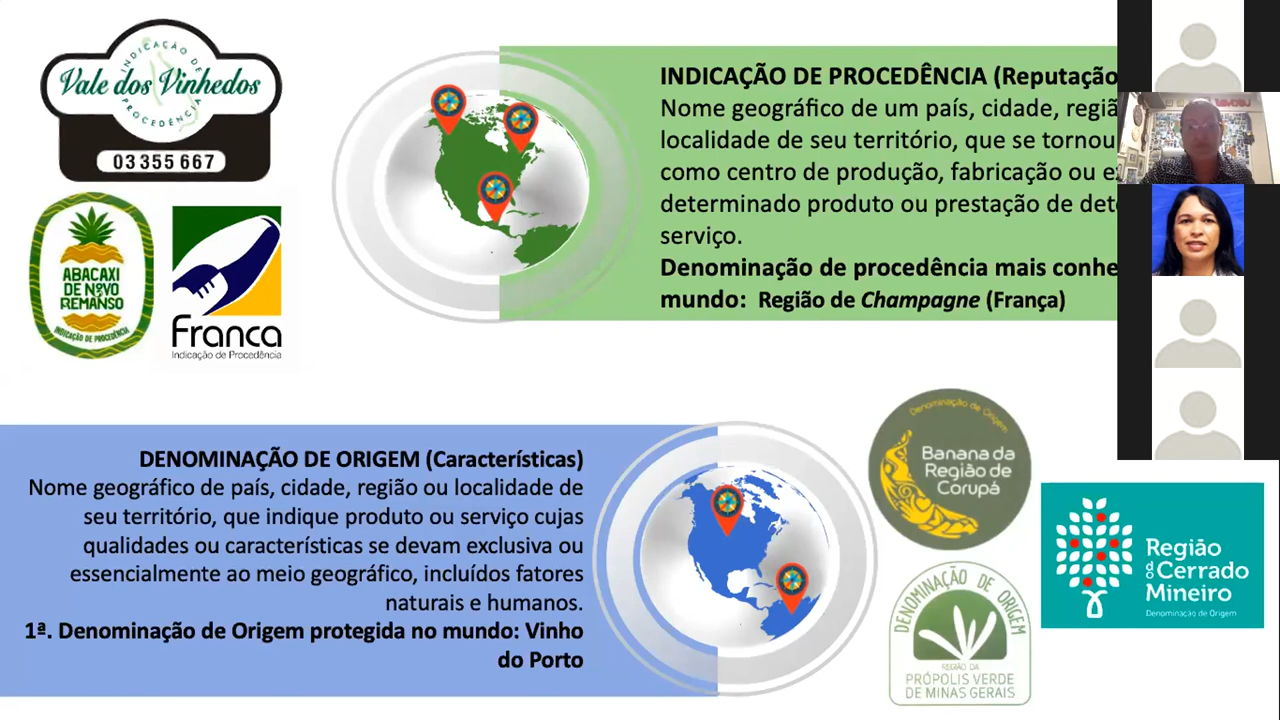 INDICAÇÃO DE
Vale dos Vinhedos
PROCEDÊNCIA
03 355 667
ABACAXI
DE NOVO
REMANSO
INDICAÇÃO DE PROCEDÊNCIA
Franca
Indicação de Procedência
INDICAÇÃO DE PROCEDÊNCIA (Reputação
Nome geográfico de um país, cidade, regiã
localidade de seu território, que se tornou
como centro de produção, fabricação ou e
determinado produto ou prestação de det
serviço.
Denominação de procedência mais conhe
mundo: Região de Champagne (França)
DENOMINAÇÃO DE ORIGEM (Características)
Nome geográfico de país, cidade, região ou localidade de
seu território, que indique produto ou serviço cujas
qualidades ou características se devam exclusiva ou
essencialmente ao meio geográfico, incluídos fatores
naturais e humanos.
1ª. Denominação de Origem protegida no mundo: Vinho
do Porto
Denominação de Origem
Banana da
Região de
Corupá
DENOMINAÇÃO DE ORIGEM
REGIÃO DA
PRÓPOLIS VERDE
DE MINAS GERAIS
Região
do Cerrado
Mineiro
Denominação de Origem